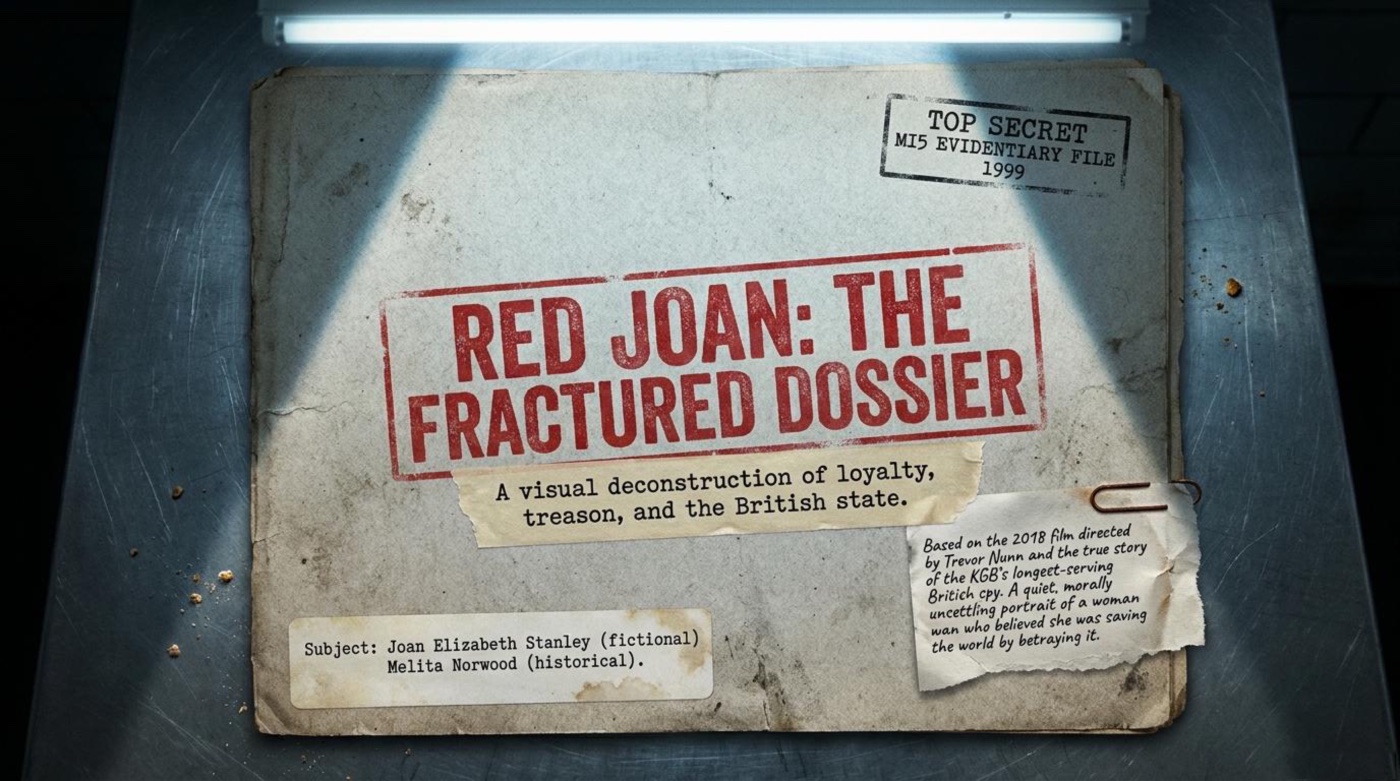 TOP SECRET
MI5 EVIDENTIARY FILE
1999
RED JOAN: THE
FRACTURED DOSSIER
A visual deconstruction of loyalty,
treason, and the British state.
Based on the 2018 film directed
by Trevor Nunn and the true story
of the KGB's longeet-serving
Britich cpy. A quiet, morally
uncettling portrait of a woman
wan who believed she was saving
the world by betraying it.
Subject: Joan Elizabeth Stanley (fictional)
Melita Norwood (historical).